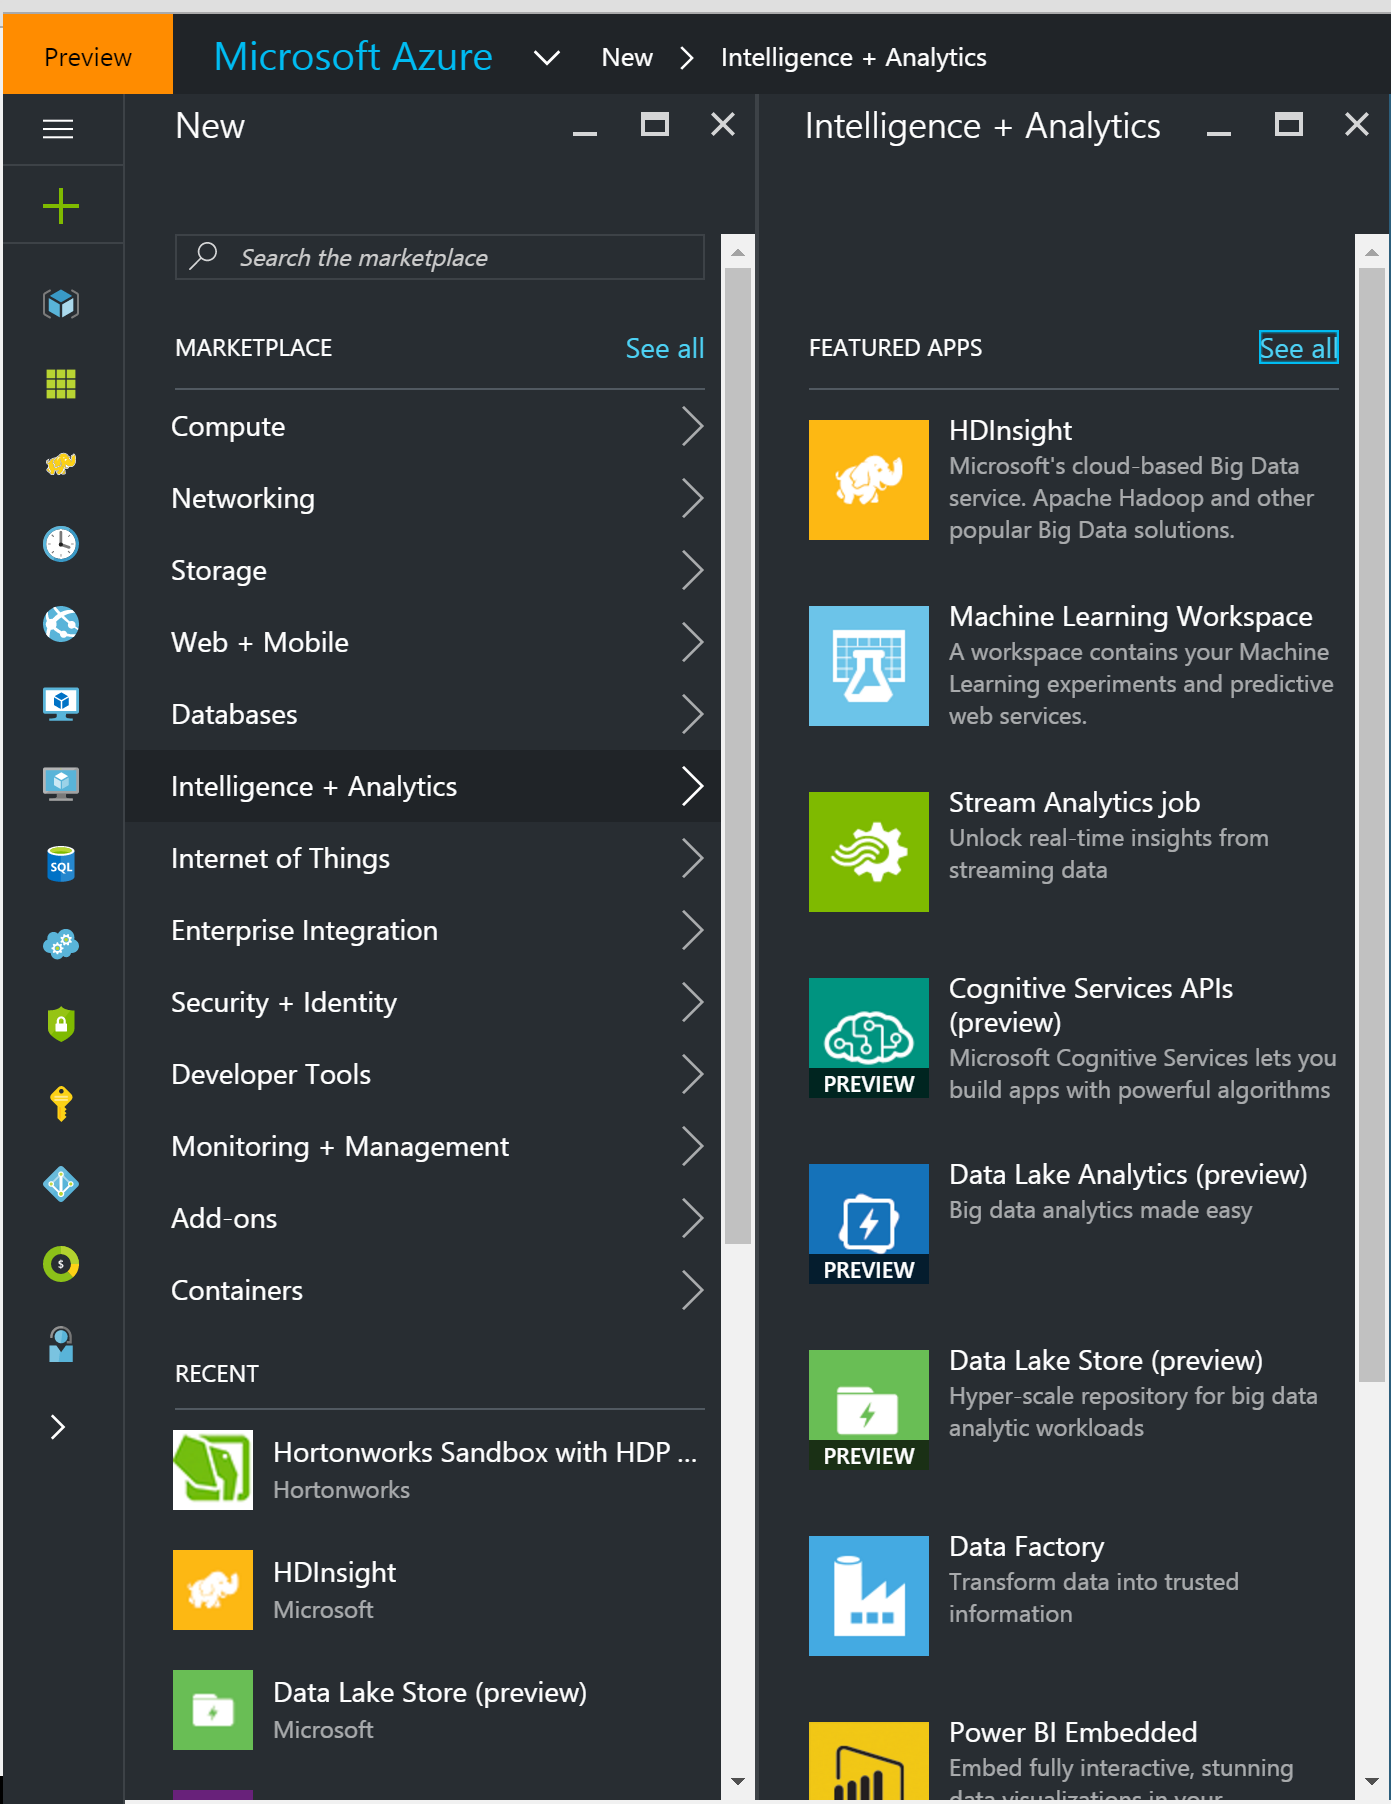 Preview
Microsoft Azure
New
Intelligence + Analytics
New
Search the marketplace
MARKETPLACE
See all
Compute
Networking
Storage
Web + Mobile
Databases
Intelligence + Analytics
Internet of Things
Enterprise Integration
Security + Identity
Developer Tools
Monitoring + Management
Add-ons
Containers
RECENT
Hortonworks Sandbox with HDP ...
Hortonworks
HDInsight
Microsoft
Data Lake Store (preview)
Microsoft
SQL
$
Intelligence + Analytics
FEATURED APPS
See all
HDInsight
Microsoft's cloud-based Big Data
service. Apache Hadoop and other
popular Big Data solutions.
Machine Learning Workspace
A workspace contains your Machine
Learning experiments and predictive
web services.
Stream Analytics job
Unlock real-time insights from
streaming data
PREVIEW
Cognitive Services APIs
(preview)
Microsoft Cognitive Services lets you
build apps with powerful algorithms
PREVIEW
Data Lake Analytics (preview)
Big data analytics made easy
PREVIEW
Data Lake Store (preview)
Hyper-scale repository for big data
analytic workloads
Data Factory
Transform data into trusted
information
Power BI Embedded
Embed fully interactive, stunning
data visualizations in your